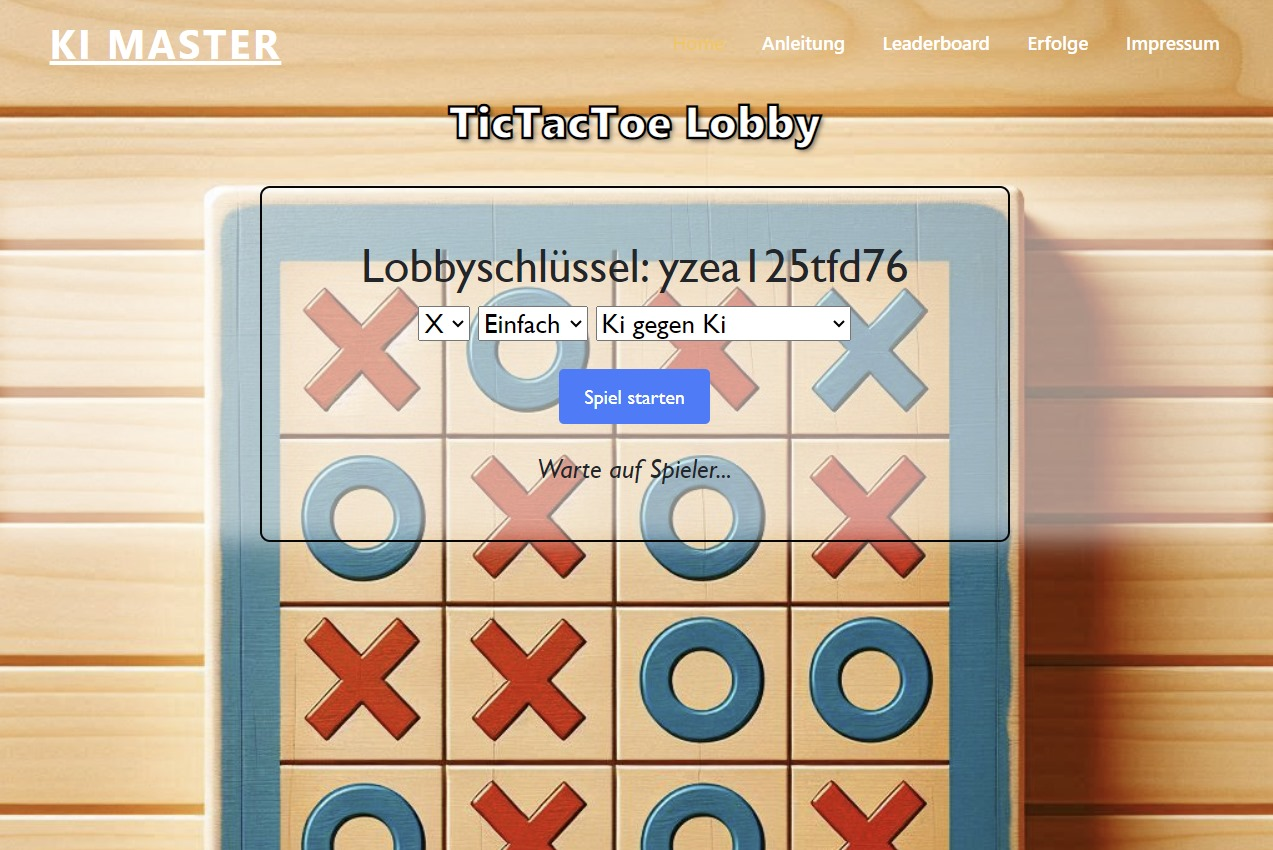 KI MASTER
Home Anleitung Leaderboard Erfolge Impressum
TicTacToe Lobby
Lobbyschlüssel: yzea125tfd76
X Einfach Ki gegen Ki
Spiel starten
Warte auf Spieler...